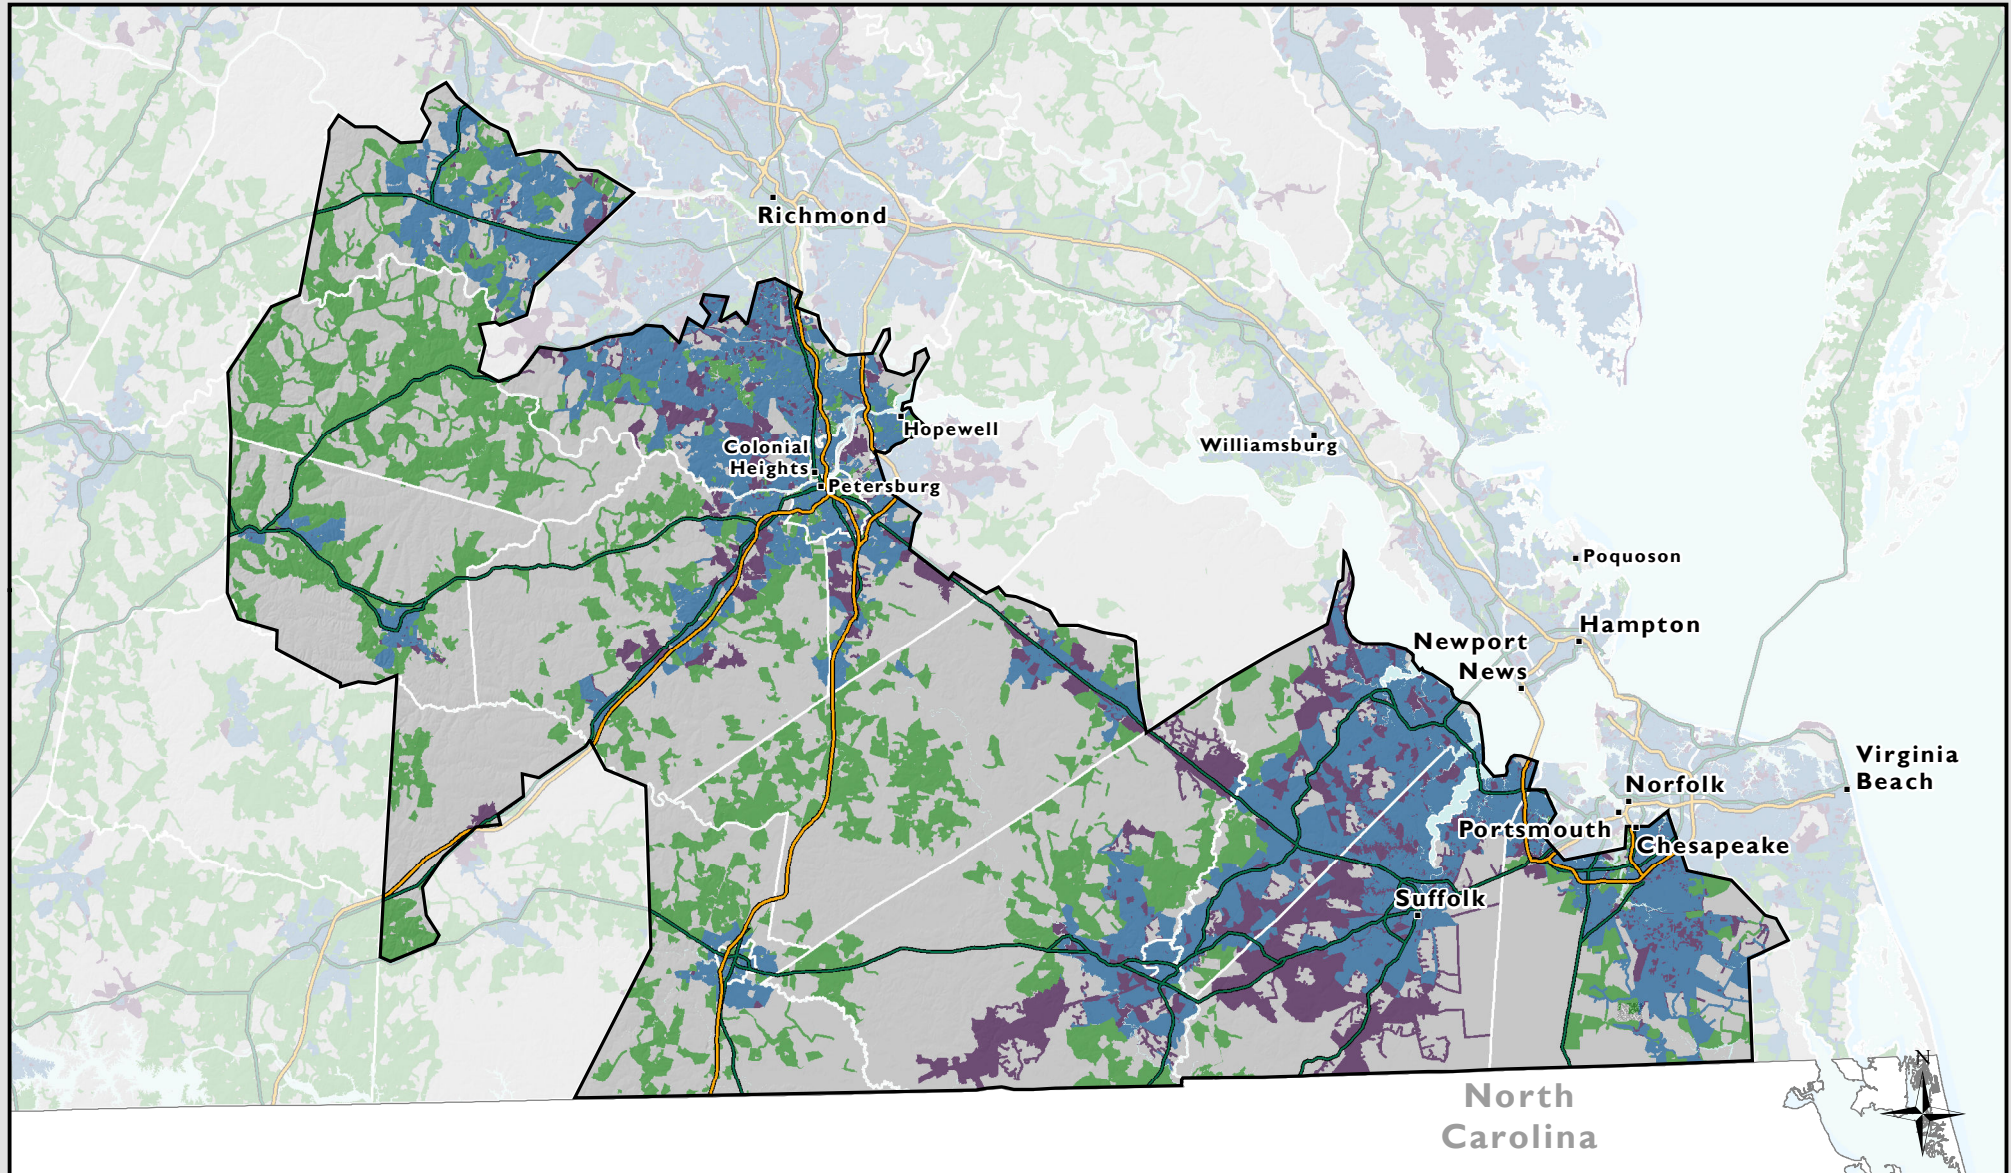 Richmond
Hopewell
Colonial
Heights
Petersburg
Williamsburg
Poquoson
Hampton
Newport
News
Virginia
Beach
Norfolk
Portsmouth
Chesapeake
Suffolk
North
Carolina
N